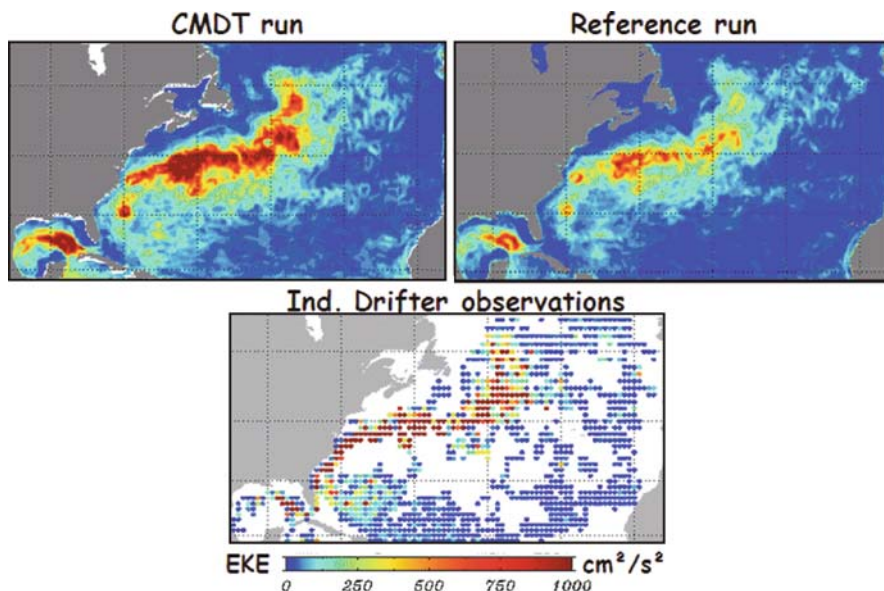 CMDT run
Reference run
Ind. Drifter observations
EKE
cm²/s²
0 250 500 750 1000